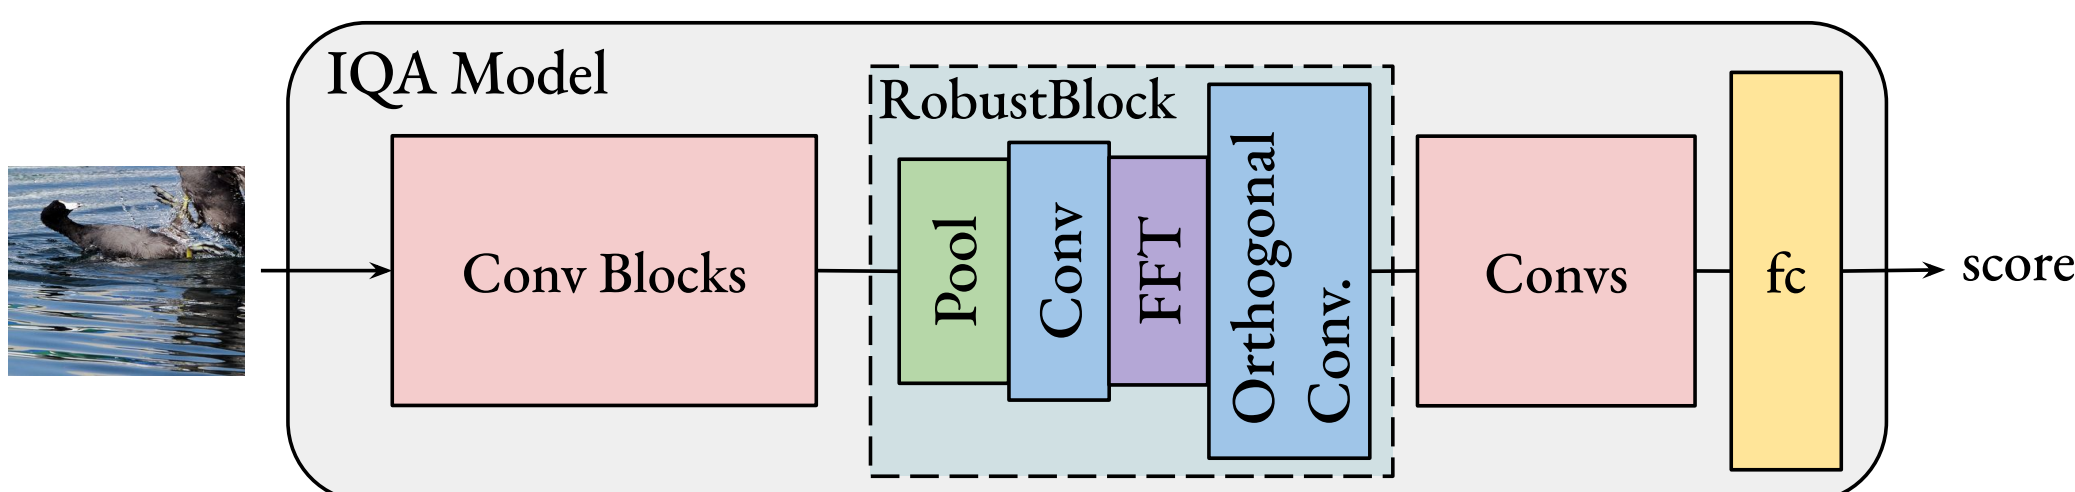 IQA Model
RobustBlock
Conv Blocks
Pool
Conv
FFT
Orthogonal
Conv.
Convs
fc
score